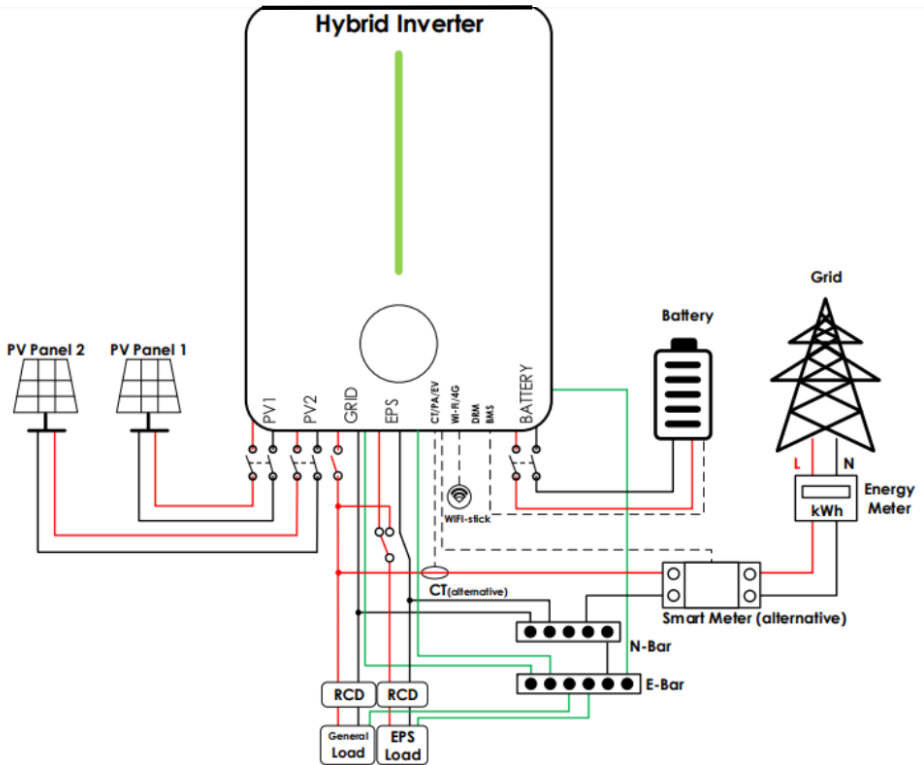 Hybrid Inverter
PV1
PV2
GRID
EPS
CT/PA/EV
WI-FI/4G
DRM
BMS
BATTERY
PV Panel 2
PV Panel 1
Battery
Grid
L
N
kWh
Energy
Meter
WIFI-stick
CT(alternative)
Smart Meter (alternative)
N-Bar
E-Bar
RCD
RCD
General
Load
EPS
Load